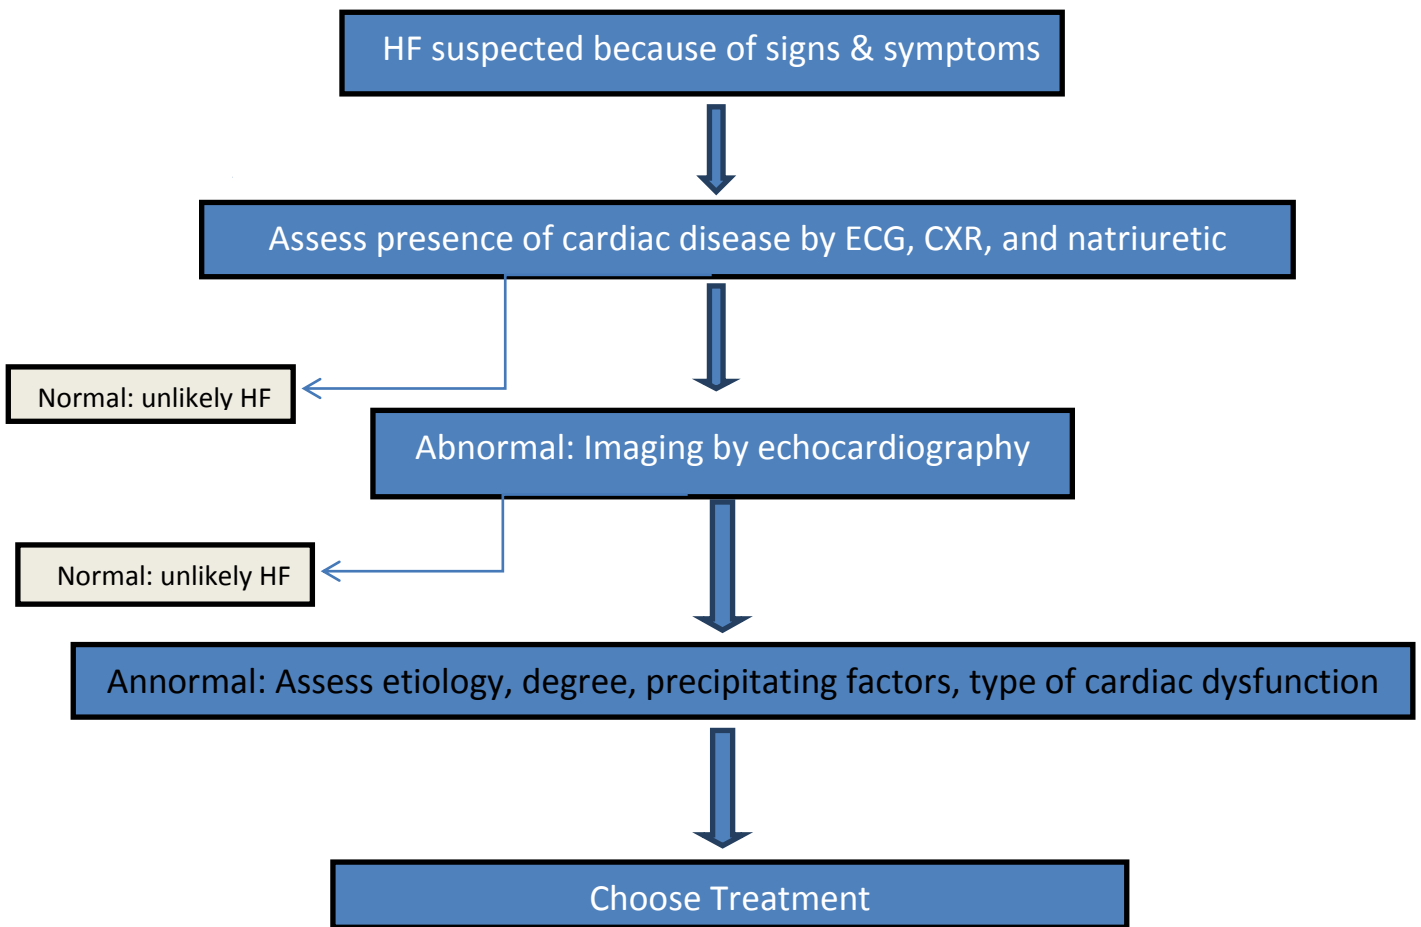 HF suspected because of signs & symptoms
Assess presence of cardiac disease by ECG, CXR, and natriuretic
Normal: unlikely HF
Abnormal: Imaging by echocardiography
Normal: unlikely HF
Annormal: Assess etiology, degree, precipitating factors, type of cardiac dysfunction
Choose Treatment